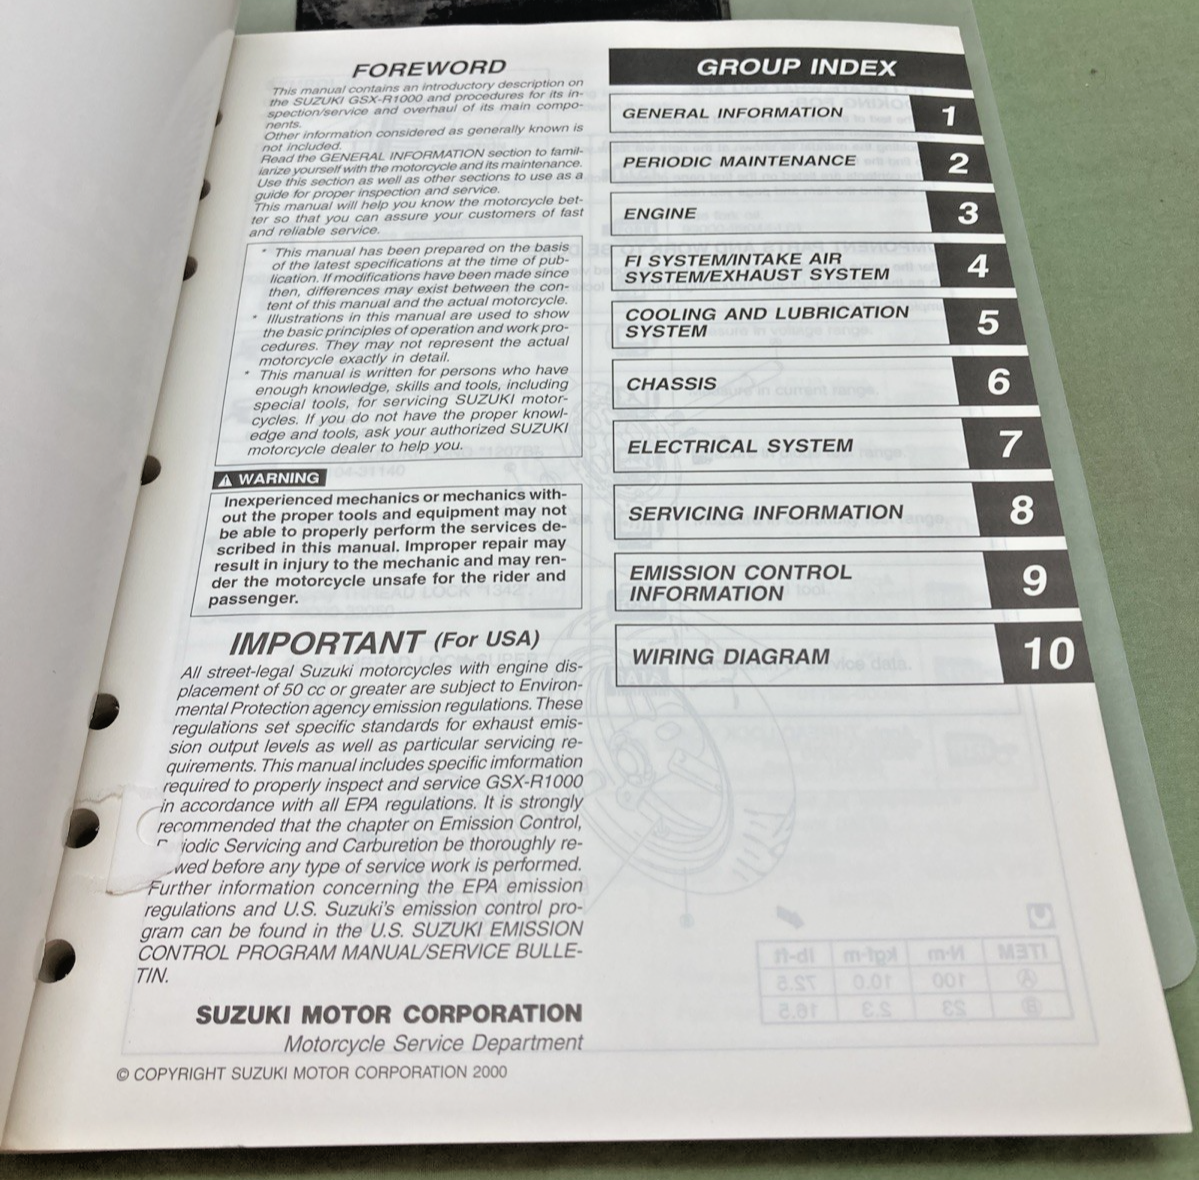 FOREWORD
This manual contains an introductory description on
the SUZUKI GSX-R1000 and procedures for its in-
spection/service and overhaul of its main compo-
nents.
Other information considered as generally known is
not included.
Read the GENERAL INFORMATION section to famil-
iarize yourself with the motorcycle and its maintenance.
Use this section as well as other sections to use as a
guide for proper inspection and service.
This manual will help you know the motorcycle bet-
ter so that you can assure your customers of fast
and reliable service.
* This manual has been prepared on the basis
of the latest specifications at the time of pub-
lication. If modifications have been made since
then, differences may exist between the con-
tent of this manual and the actual motorcycle.
* Illustrations in this manual are used to show
the basic principles of operation and work pro-
cedures. They may not represent the actual
motorcycle exactly in detail.
* This manual is written for persons who have
enough knowledge, skills and tools, including
special tools, for servicing SUZUKI motor-
cycles. If you do not have the proper knowl-
edge and tools, ask your authorized SUZUKI
motorcycle dealer to help you.
WARNING
Inexperienced mechanics or mechanics with-
out the proper tools and equipment may not
be able to properly perform the services de-
scribed in this manual. Improper repair may
result in injury to the mechanic and may ren-
der the motorcycle unsafe for the rider and
passenger.
IMPORTANT (For USA)
All street-legal Suzuki motorcycles with engine dis-
placement of 50 cc or greater are subject to Environ-
mental Protection agency emission regulations. These
regulations set specific standards for exhaust emis-
sion output levels as well as particular servicing re-
quirements. This manual includes specific imformation
required to properly inspect and service GSX-R1000
in accordance with all EPA regulations. It is strongly
recommended that the chapter on Emission Control,
iodic Servicing and Carburetion be thoroughly re-
wed before any type of service work is performed.
Further information concerning the EPA emission
regulations and U.S. Suzuki's emission control pro-
gram can be found in the U.S. SUZUKI EMISSION
CONTROL PROGRAM MANUAL/SERVICE BULLE-
TIN.
SUZUKI MOTOR CORPORATION
Motorcycle Service Department
© COPYRIGHT SUZUKI MOTOR CORPORATION 2000
GROUP INDEX
GENERAL INFORMATION 1
PERIODIC MAINTENANCE 2
ENGINE 3
FI SYSTEM/INTAKE AIR
SYSTEM/EXHAUST SYSTEM 4
COOLING AND LUBRICATION
SYSTEM 5
CHASSIS 6
ELECTRICAL SYSTEM 7
SERVICING INFORMATION 8
EMISSION CONTROL
INFORMATION 9
WIRING DIAGRAM 10